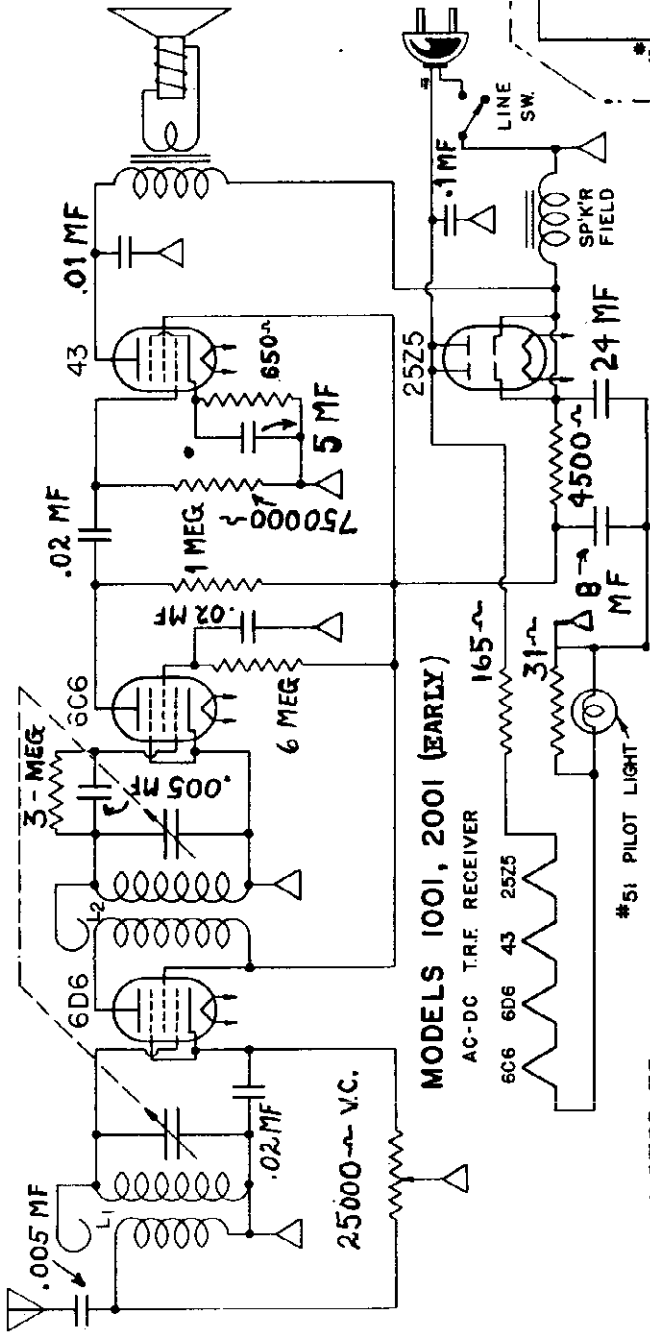 .01 MF
43
650~
5 MF
.02 MF
750000~
1 MEG
.02 MF
6C6
6 MEG
3-MEG
.005 MF
L2
6D6
.02 MF
25000~ V.C.
L1
.005 MF
LINE
SW.
.1 MF
SP'K'R
FIELD
25Z5
24 MF
4500~
8
MF
165~
31~
#51 PILOT LIGHT
MODELS 1001, 2001 (EARLY)
AC-DC T.R.F. RECEIVER
6C6 6D6 43 25Z5